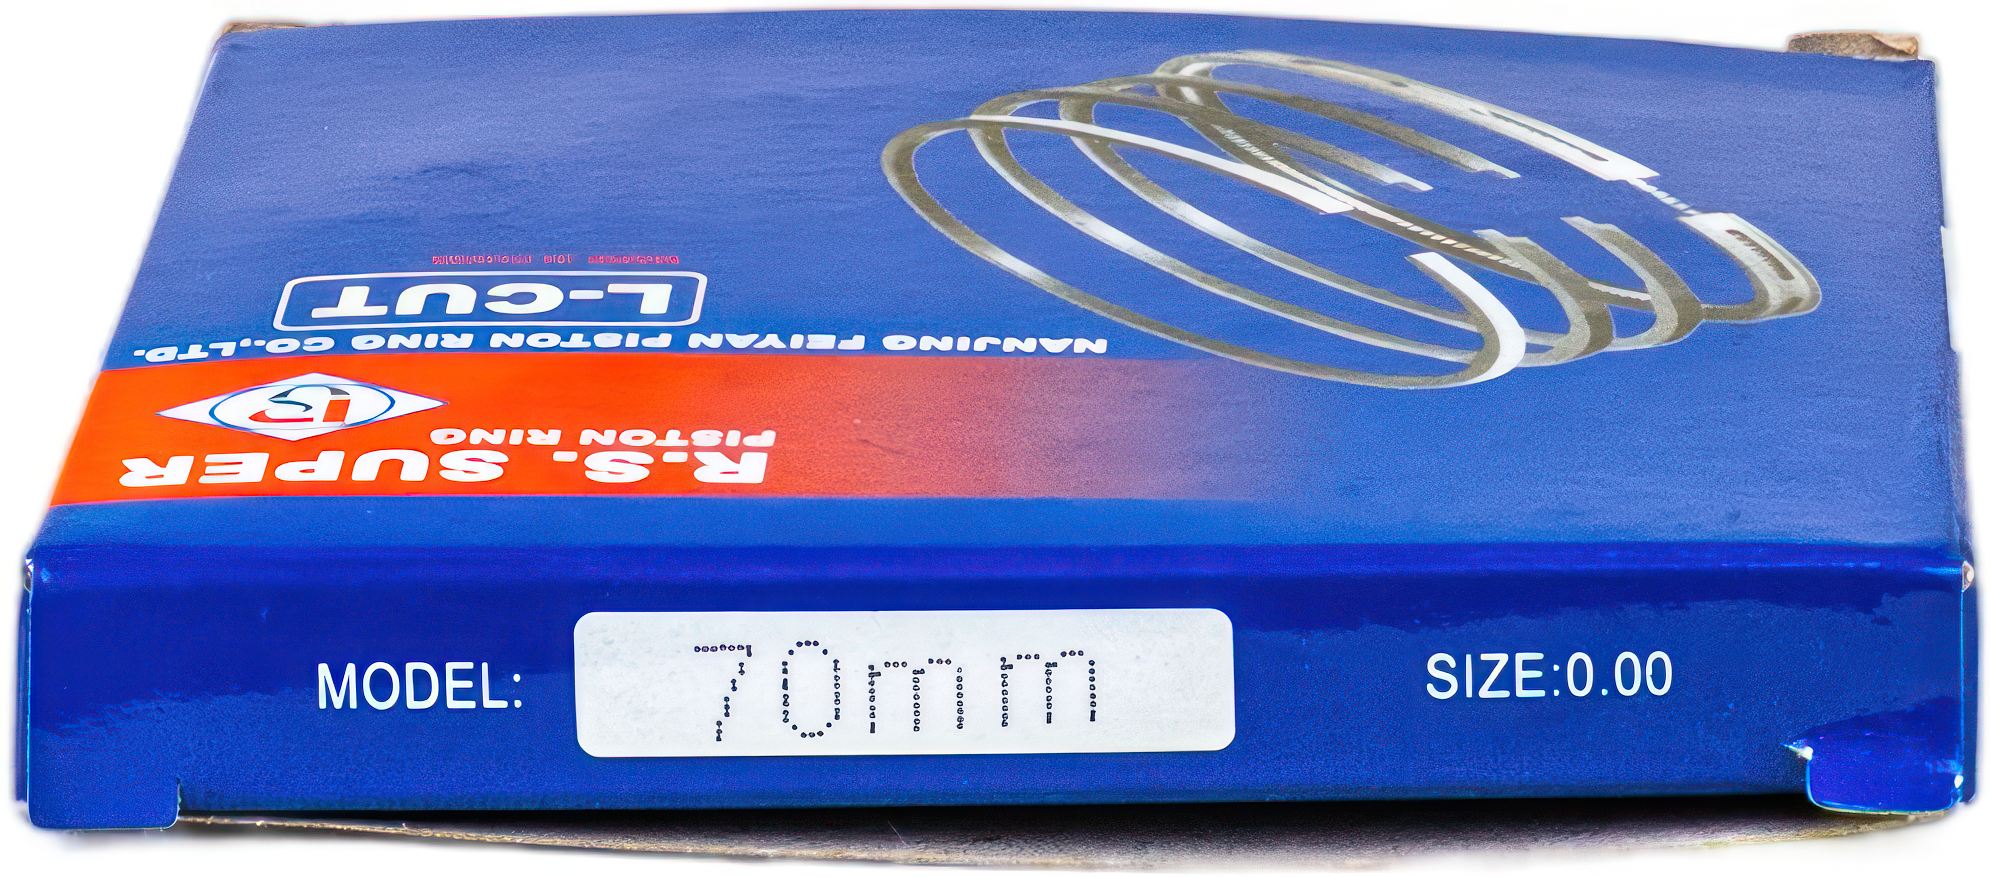 R.S. SUPER
PISTON RING
NANJING FEIYAN PISTON RING CO.,LTD.
L-CUT
MODEL: 70mm SIZE:0.00